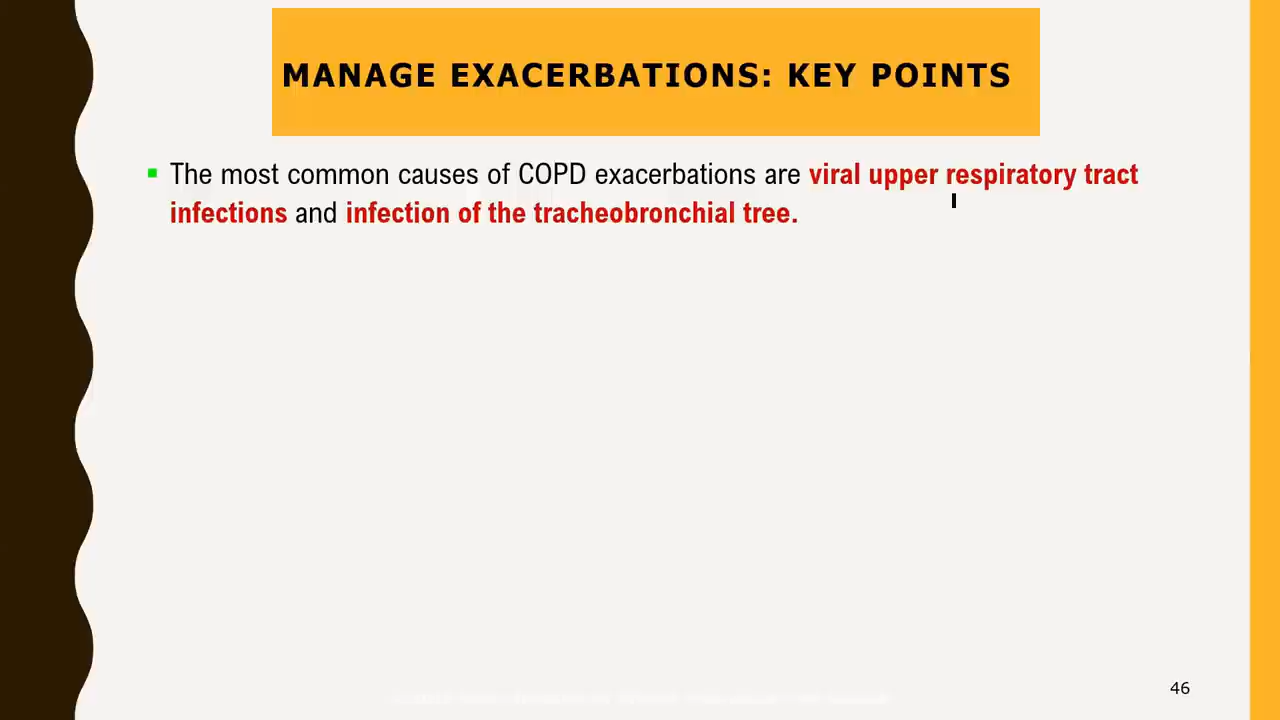 MANAGE EXACERBATIONS: KEY POINTS
The most common causes of COPD exacerbations are viral upper respiratory tract
infections and infection of the tracheobronchial tree.
46